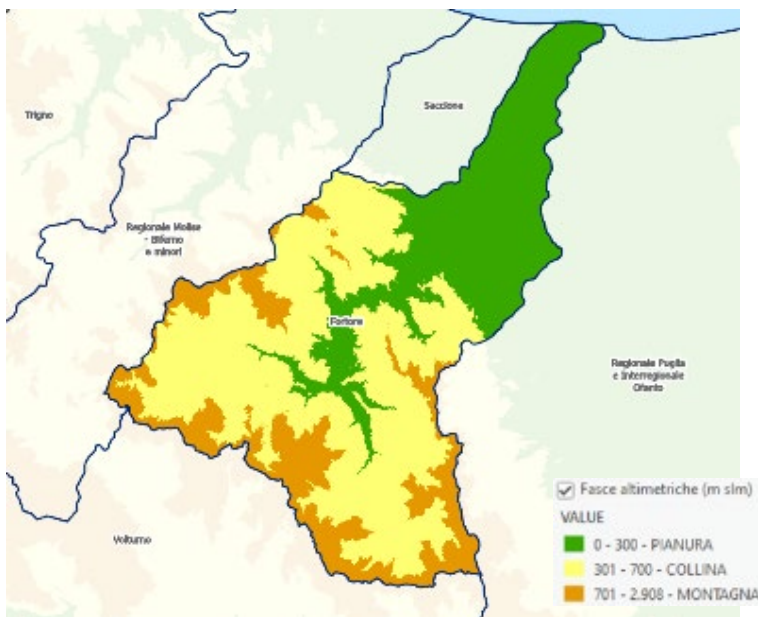 Trigno
Saccione
Regionale Molise
- Biferno
e minori
Fortore
Regionale Puglia
e Interregionale
Ofanto
Volturno
Fasce altimetriche (m slm)
VALUE
0 - 300 - PIANURA
301 - 700 - COLLINA
701 - 2.908 - MONTAGNA